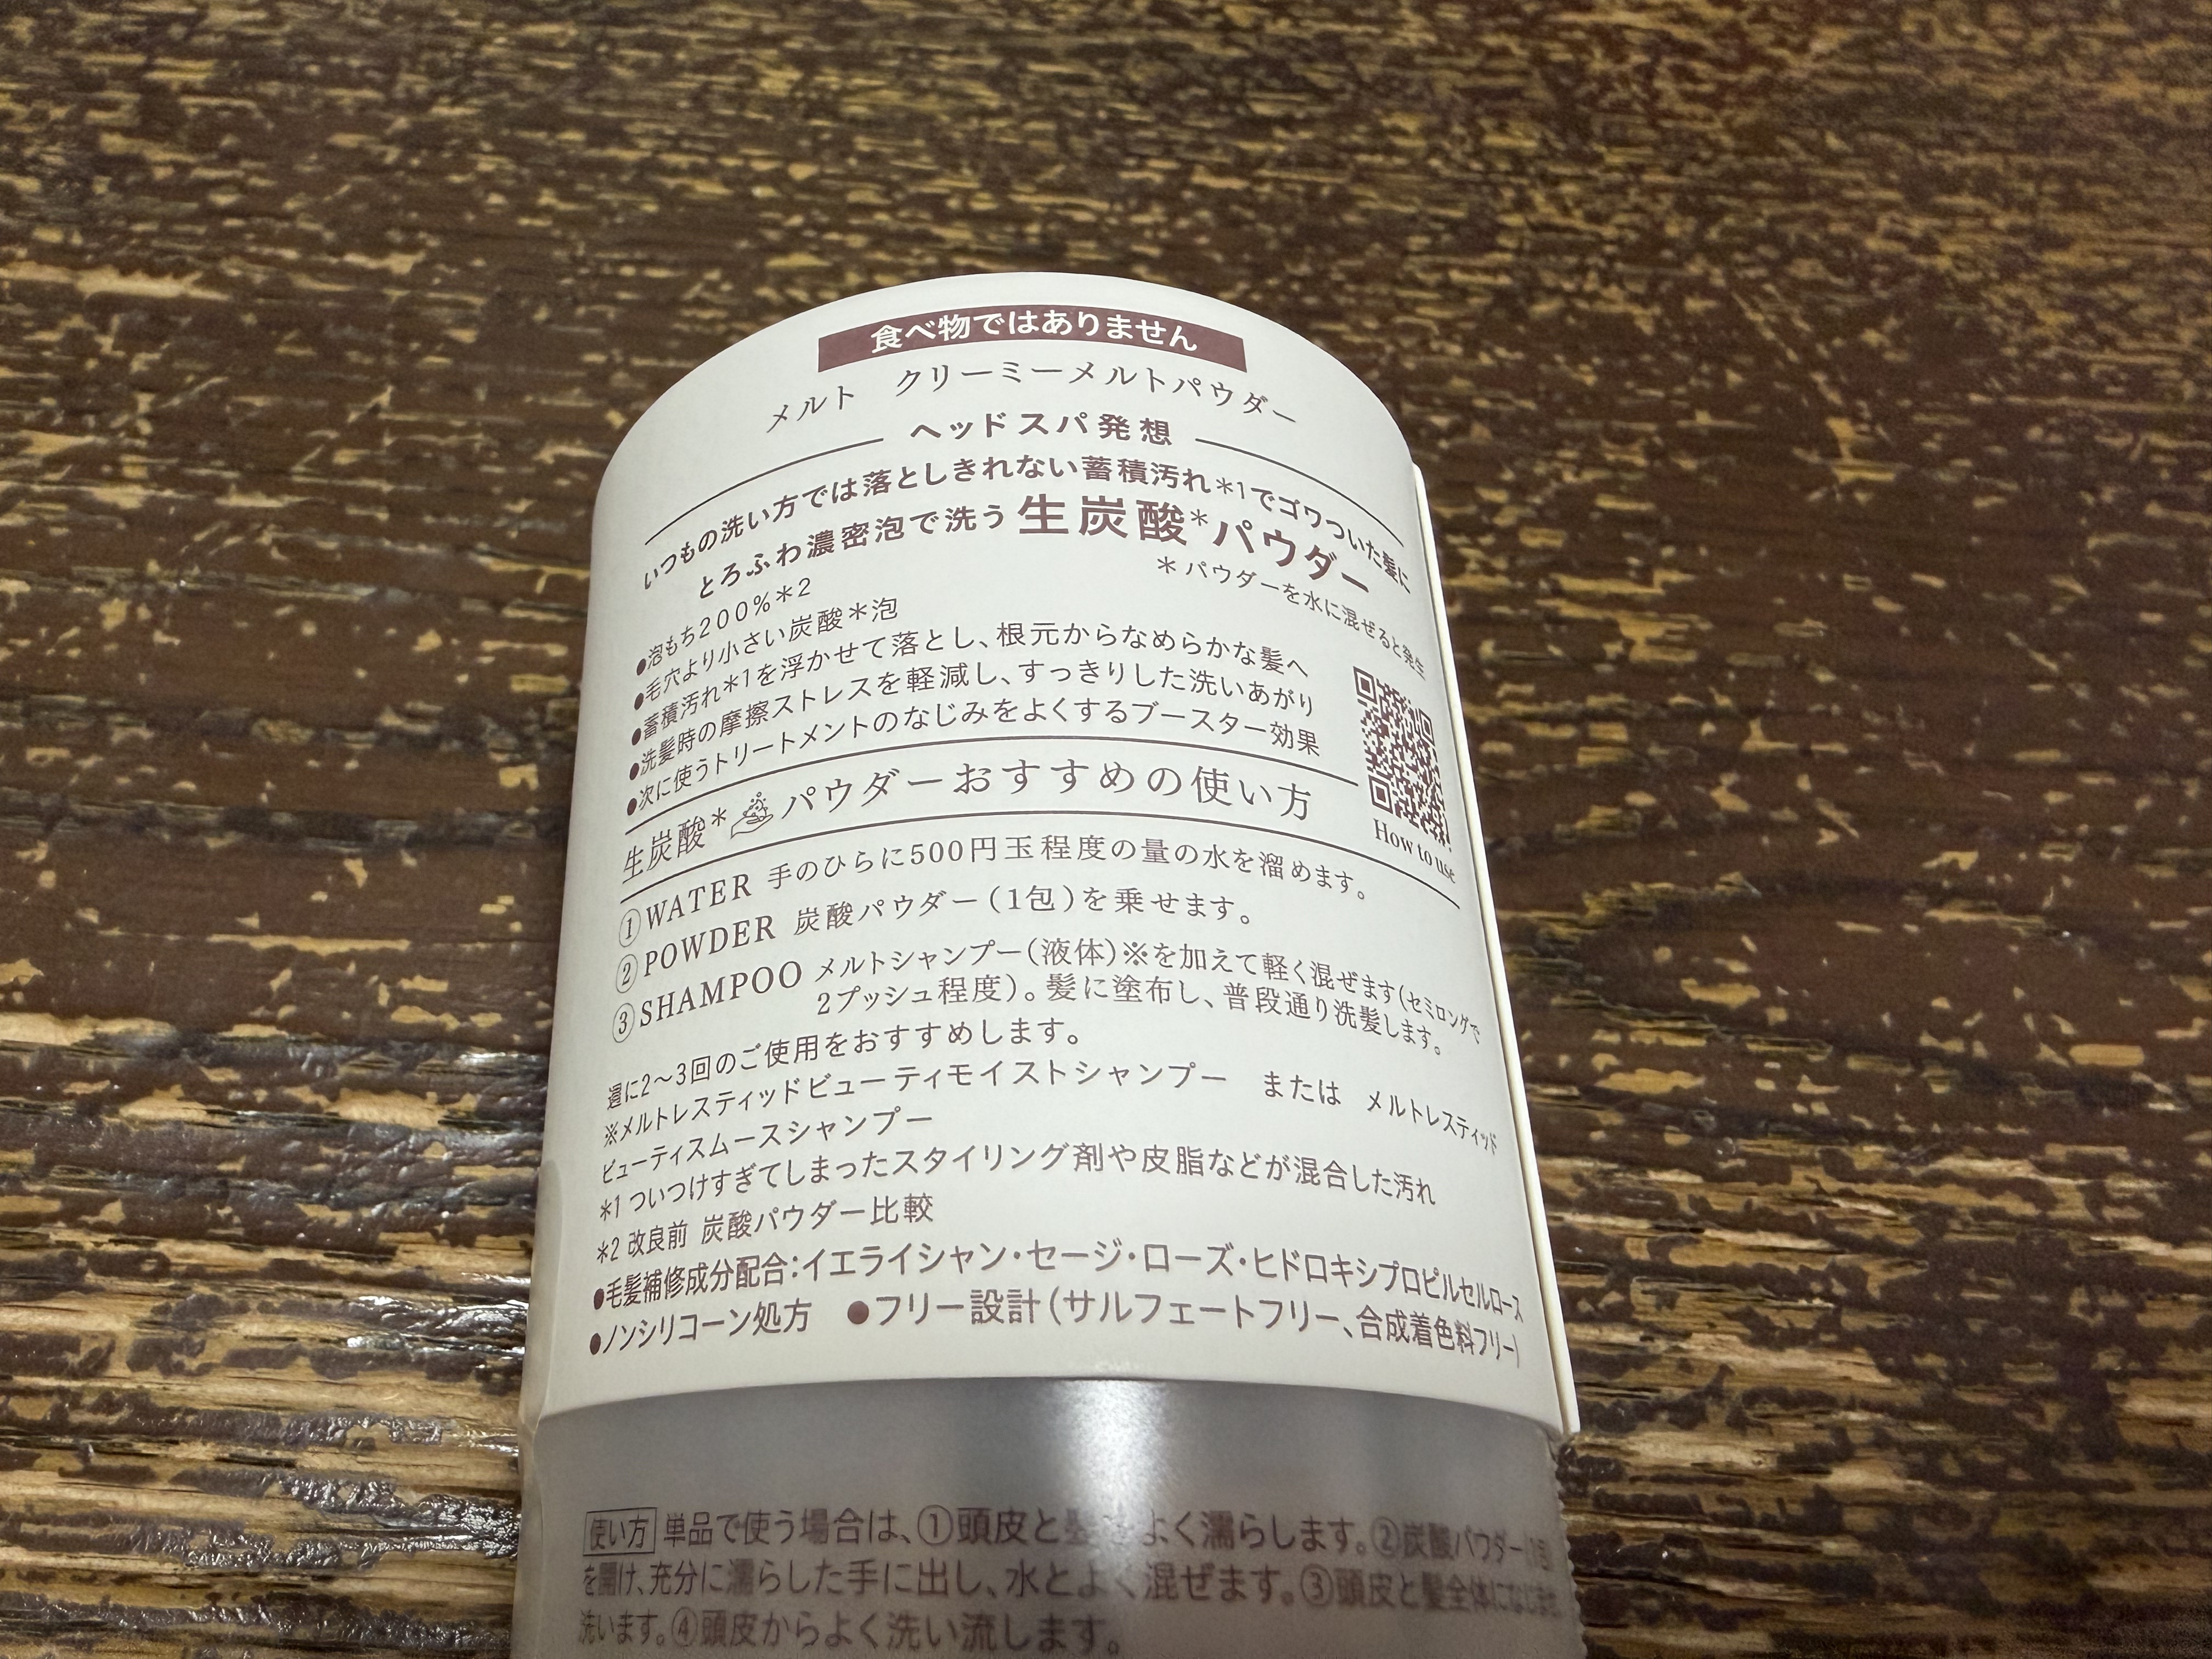 食べ物ではありません
メルト　クリーミーメルトパウダー
ヘッドスパ発想
いつもの洗い方では落としきれない蓄積汚れ*1でゴワついた髪に
とろふわ濃密泡で洗う生炭酸*パウダー
*パウダーを水に混ぜると発生
●泡もち200%*2
●毛穴より小さい炭酸*泡
●蓄積汚れ*1を浮かせて落とし、根元からなめらかな髪へ
●洗髪時の摩擦ストレスを軽減し、すっきりした洗いあがり
●次に使うトリートメントのなじみをよくするブースター効果
How to use
生炭酸*パウダーおすすめの使い方
①WATER 手のひらに500円玉程度の量の水を溜めます。
②POWDER 炭酸パウダー(1包)を乗せます。
③SHAMPOO メルトシャンプー(液体)※を加えて軽く混ぜます(セミロングで
2プッシュ程度)。髪に塗布し、普段通り洗髪します。
週に2〜3回のご使用をおすすめします。
※メルトレスティッドビューティモイストシャンプー　または　メルトレスティッド
ビューティスムースシャンプー
*1 ついつけすぎてしまったスタイリング剤や皮脂などが混合した汚れ
*2 改良前 炭酸パウダー比較
●毛髪補修成分配合:イエライシャン・セージ・ローズ・ヒドロキシプロピルセルロース
●ノンシリコーン処方　●フリー設計(サルフェートフリー、合成着色料フリー)
使い方 単品で使う場合は、①頭皮と髪をよく濡らします。②炭酸パウダー
を開け、充分に濡らした手に出し、水とよく混ぜます。③頭皮と髪全体になじませ
洗います。④頭皮からよく洗い流します。